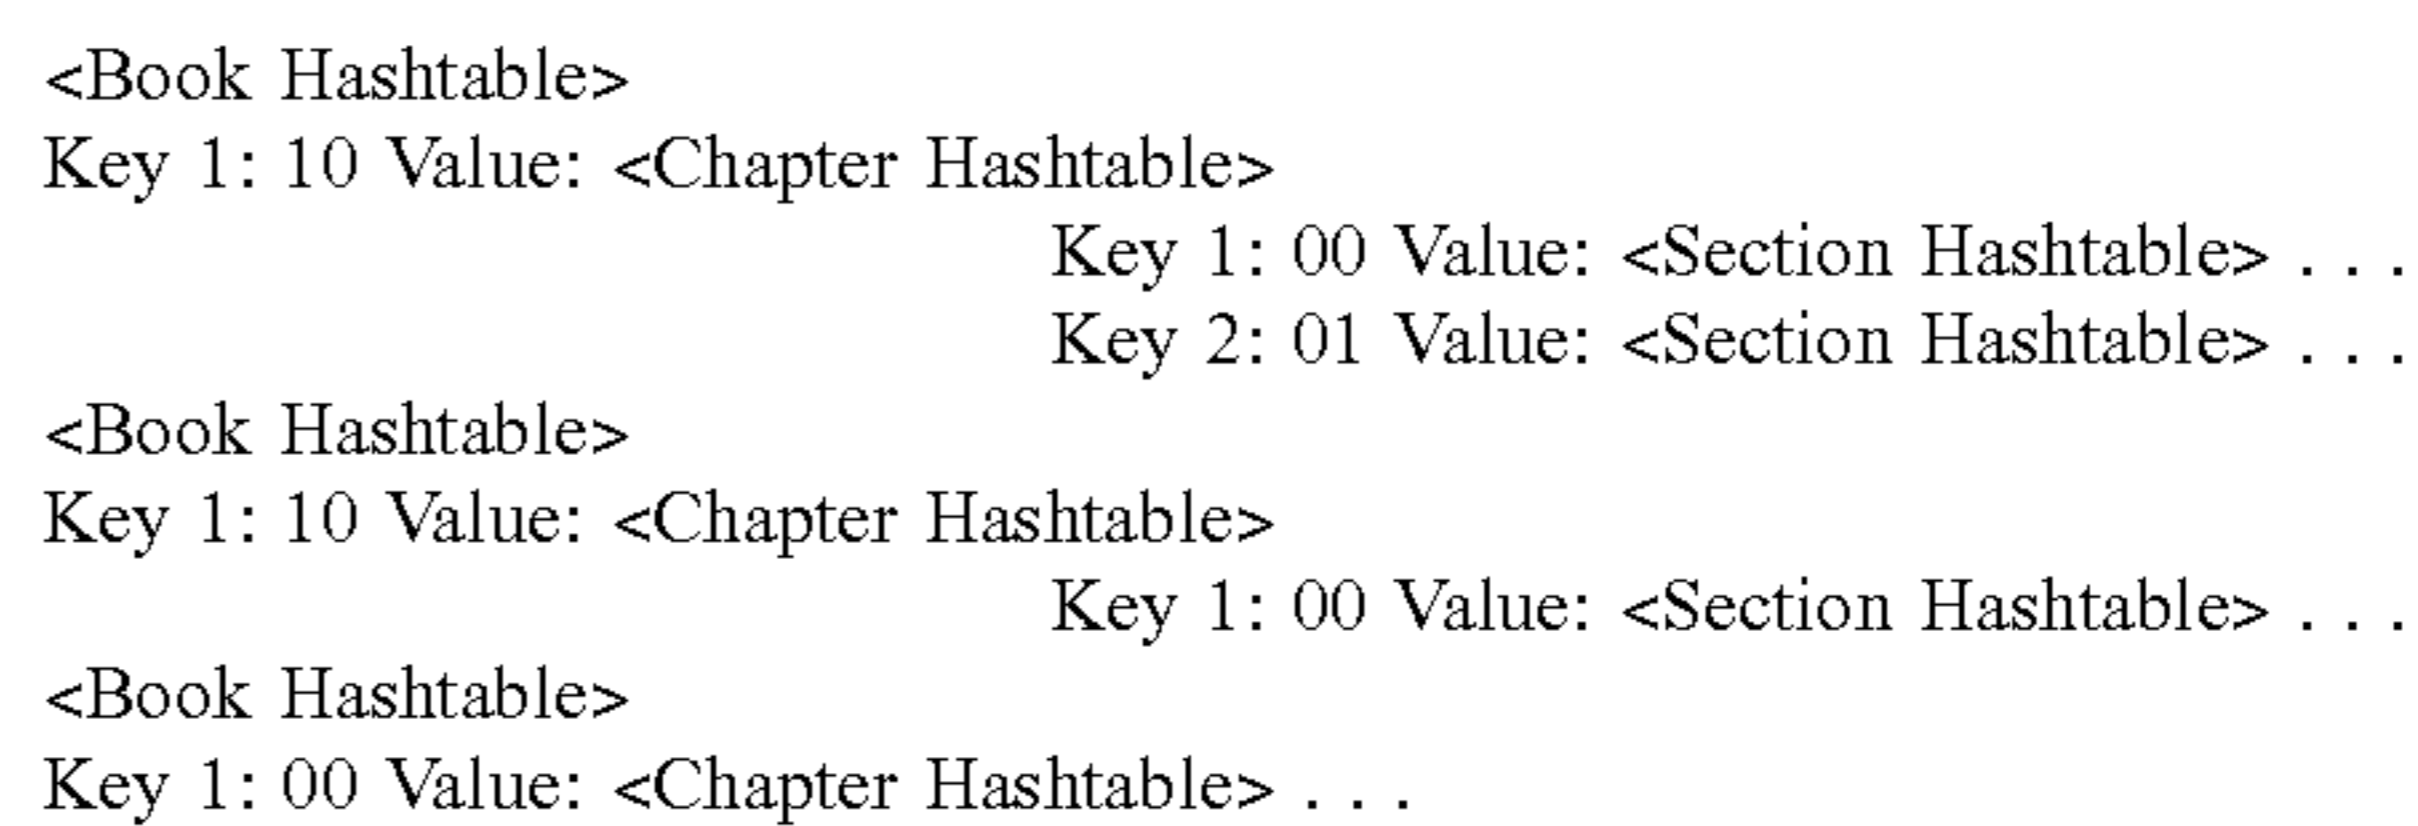 <Book Hashtable>
Key 1: 10 Value: <Chapter Hashtable>
Key 1: 00 Value: <Section Hashtable> . . .
Key 2: 01 Value: <Section Hashtable> . . .
<Book Hashtable>
Key 1: 10 Value: <Chapter Hashtable>
Key 1: 00 Value: <Section Hashtable> . . .
<Book Hashtable>
Key 1: 00 Value: <Chapter Hashtable> . . .